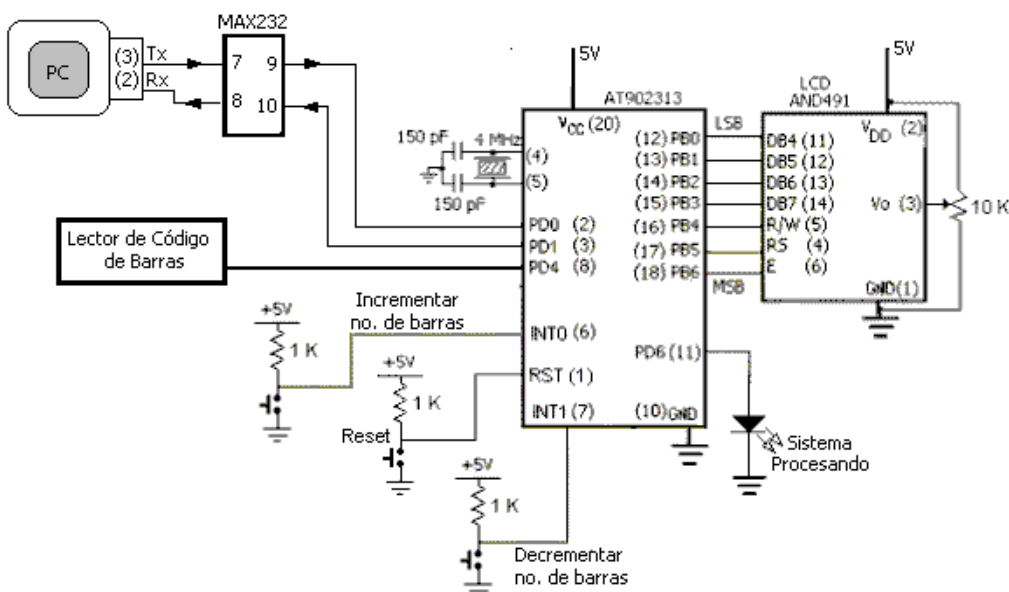 MAX232
PC
(3) Tx
(2) Rx
7 9
8 10
5V
AT902313
VCC (20)
150 pF
4 MHz
(4)
(5)
150 pF
PD0 (2)
PD1 (3)
PD4 (8)
INT0 (6)
RST (1)
INT1 (7)
(12) PB0
(13) PB1
(14) PB2
(15) PB3
(16) PB4
(17) PB5
(18) PB6
PD6 (11)
(10) GND
LSB
MSB
5V
LCD
AND491
VDD (2)
DB4 (11)
DB5 (12)
DB6 (13)
DB7 (14)
R/W (5)
RS (4)
E (6)
Vo (3)
GND(1)
10 K
Lector de Código
de Barras
Incrementar
no. de barras
+5V
1 K
+5V
1 K
Reset
+5V
1 K
Decrementar
no. de barras
Sistema
Procesando